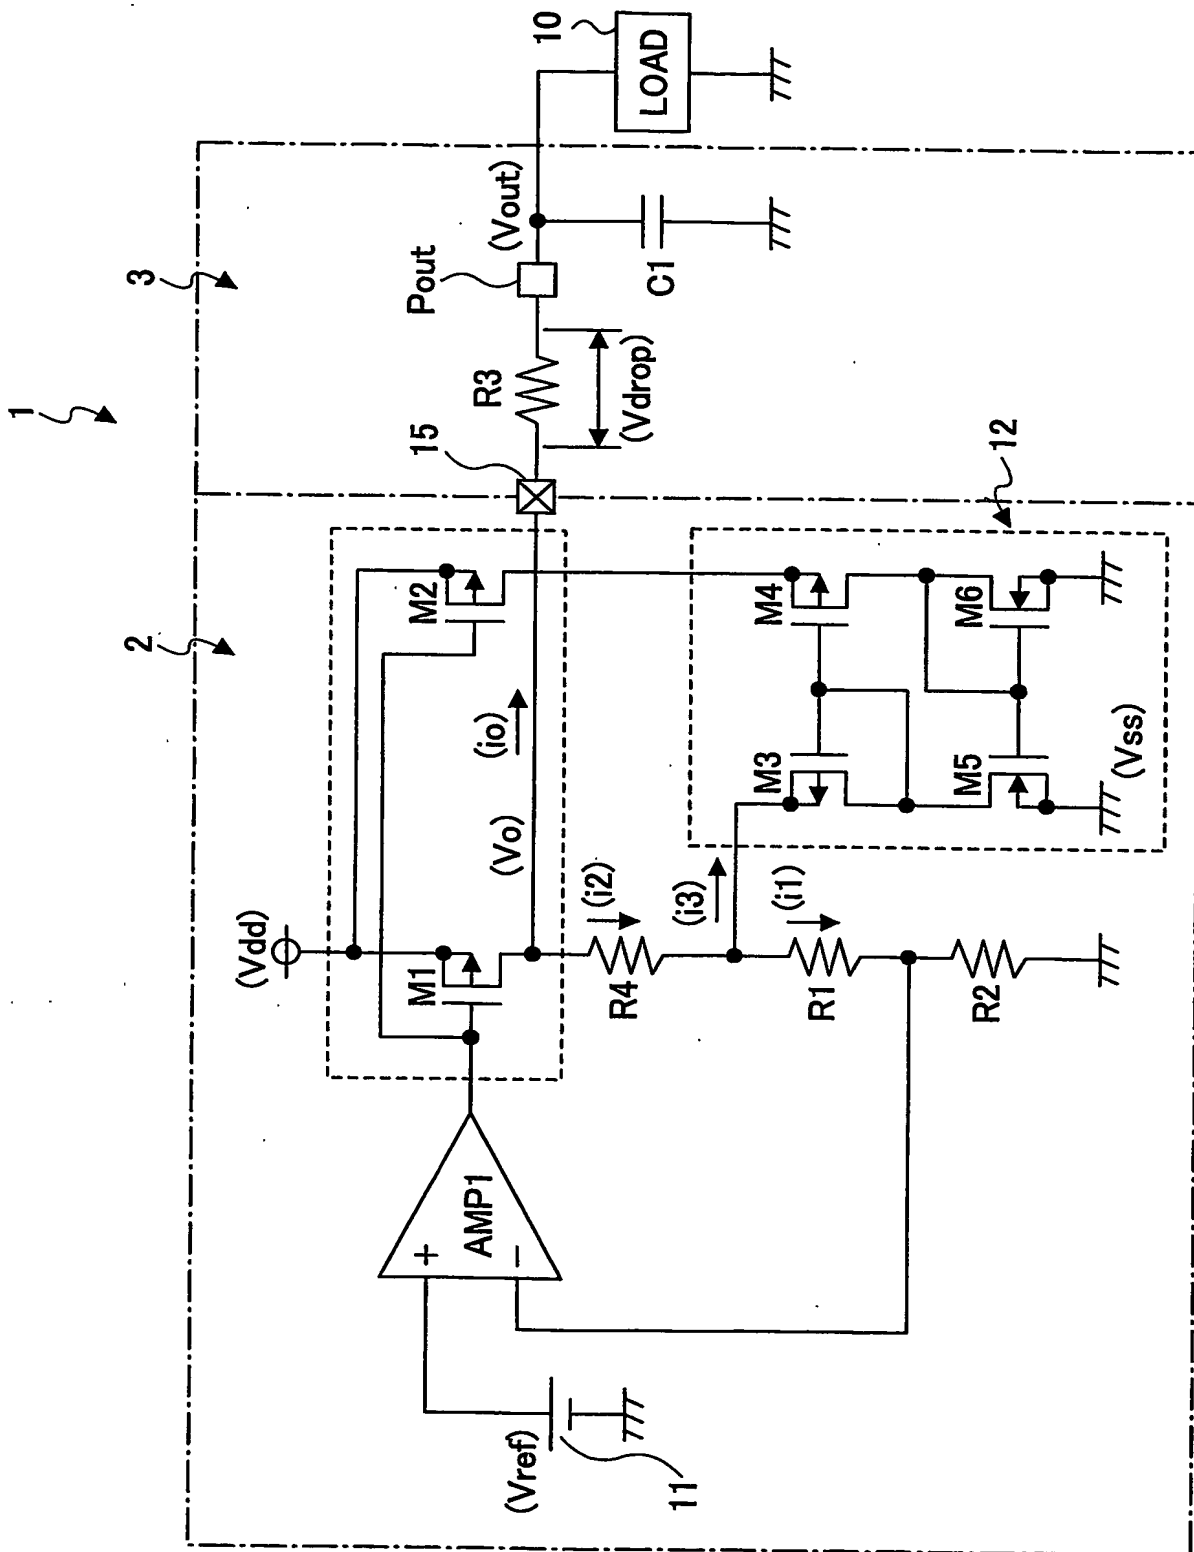 1
2
3
(Vdd)
M1
M2
(Vo)
(io)
15
R3
(Vdrop)
Pout
(Vout)
C1
10
LOAD
AMP1
+
−
(Vref)
11
R4
(i2)
(i3)
R1
(i1)
R2
12
M3
M4
M5
M6
(Vss)